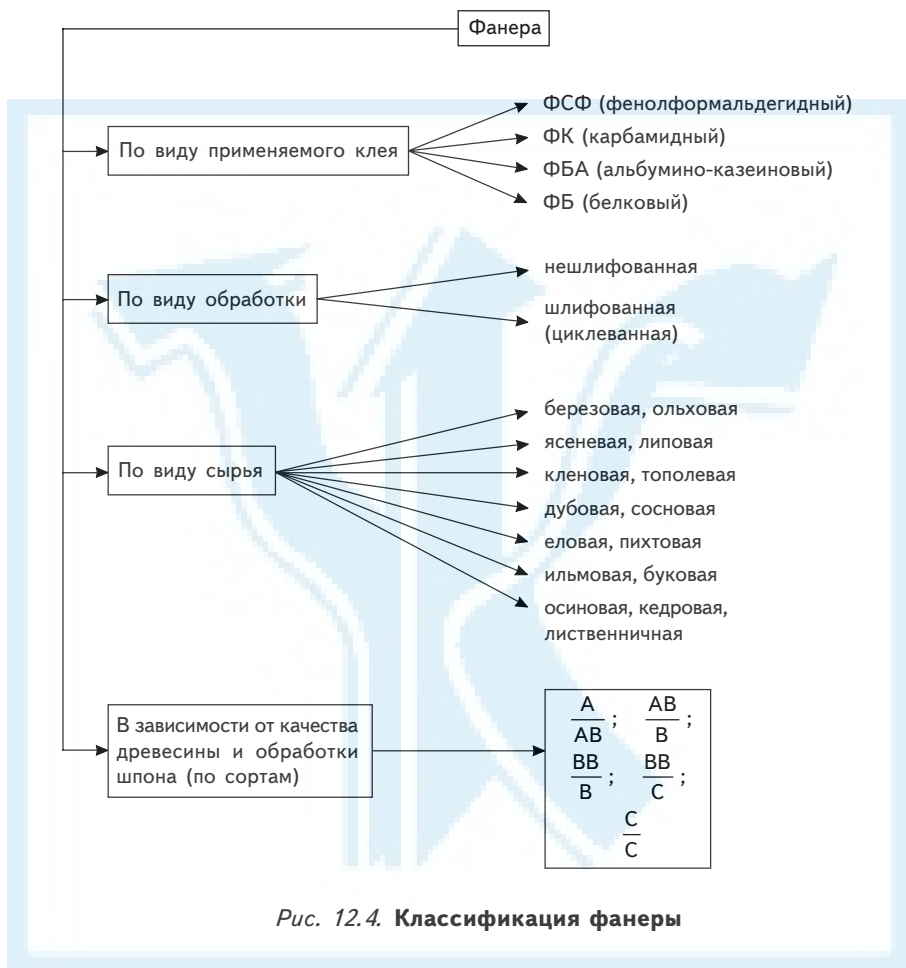 Фанера
По виду применяемого клея
ФСФ (фенолформальдегидный)
ФК (карбамидный)
ФБА (альбумино-казеиновый)
ФБ (белковый)
По виду обработки
нешлифованная
шлифованная
(циклеванная)
По виду сырья
березовая, ольховая
ясеневая, липовая
кленовая, тополевая
дубовая, сосновая
еловая, пихтовая
ильмовая, буковая
осиновая, кедровая,
лиственничная
В зависимости от качества
древесины и обработки
шпона (по сортам)
A/AB; AB/B;
BB/B; BB/C;
C/C
Рис. 12.4. Классификация фанеры